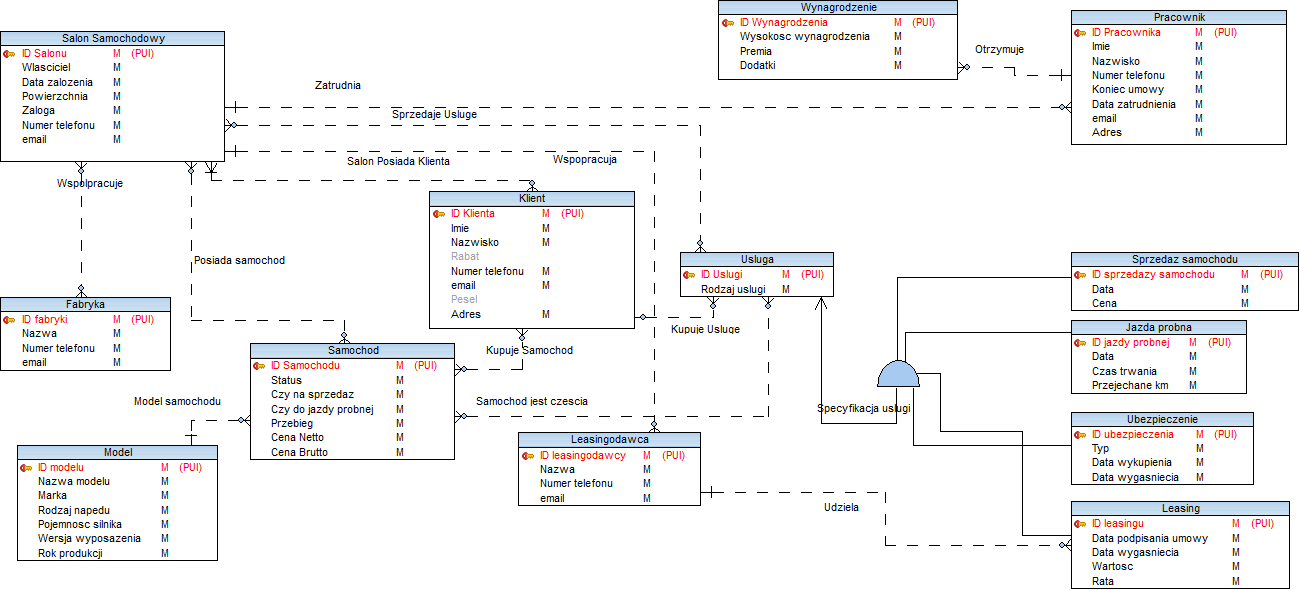 Wynagrodzenie
ID Wynagrodzenia M (PUI)
Wysokosc wynagrodzenia M
Premia M
Dodatki M
Otrzymuje
Pracownik
ID Pracownika M (PUI)
Imie M
Nazwisko M
Numer telefonu M
Koniec umowy M
Data zatrudnienia M
email M
Adres M
Salon Samochodowy
ID Salonu M (PUI)
Wlasciciel M
Data zalozenia M
Powierzchnia M
Zaloga M
Numer telefonu M
email M
Zatrudnia
Sprzedaje Usluge
Salon Posiada Klienta
Wspopracuja
Wspolpracuje
Klient
ID Klienta M (PUI)
Imie M
Nazwisko M
Rabat
Numer telefonu M
email M
Pesel
Adres M
Posiada samochod
Usluga
ID Uslugi M (PUI)
Rodzaj uslugi M
Sprzedaz samochodu
ID sprzedazy samochodu M (PUI)
Data M
Cena M
Fabryka
ID fabryki M (PUI)
Nazwa M
Numer telefonu M
email M
Kupuje Usluge
Jazda probna
ID jazdy probnej M (PUI)
Data M
Czas trwania M
Przejechane km M
Samochod
ID Samochodu M (PUI)
Status M
Czy na sprzedaz M
Czy do jazdy probnej M
Przebieg M
Cena Netto M
Cena Brutto M
Kupuje Samochod
Model samochodu
Samochod jest czescia
Specyfikacja uslugi
Ubezpieczenie
ID ubezpieczenia M (PUI)
Typ M
Data wykupienia M
Data wygasniecia M
Leasingodawca
ID leasingodawcy M (PUI)
Nazwa M
Numer telefonu M
email M
Model
ID modelu M (PUI)
Nazwa modelu M
Marka M
Rodzaj napedu M
Pojemnosc silnika M
Wersja wyposazenia M
Rok produkcji M
Udziela
Leasing
ID leasingu M (PUI)
Data podpisania umowy M
Data wygasniecia M
Wartosc M
Rata M